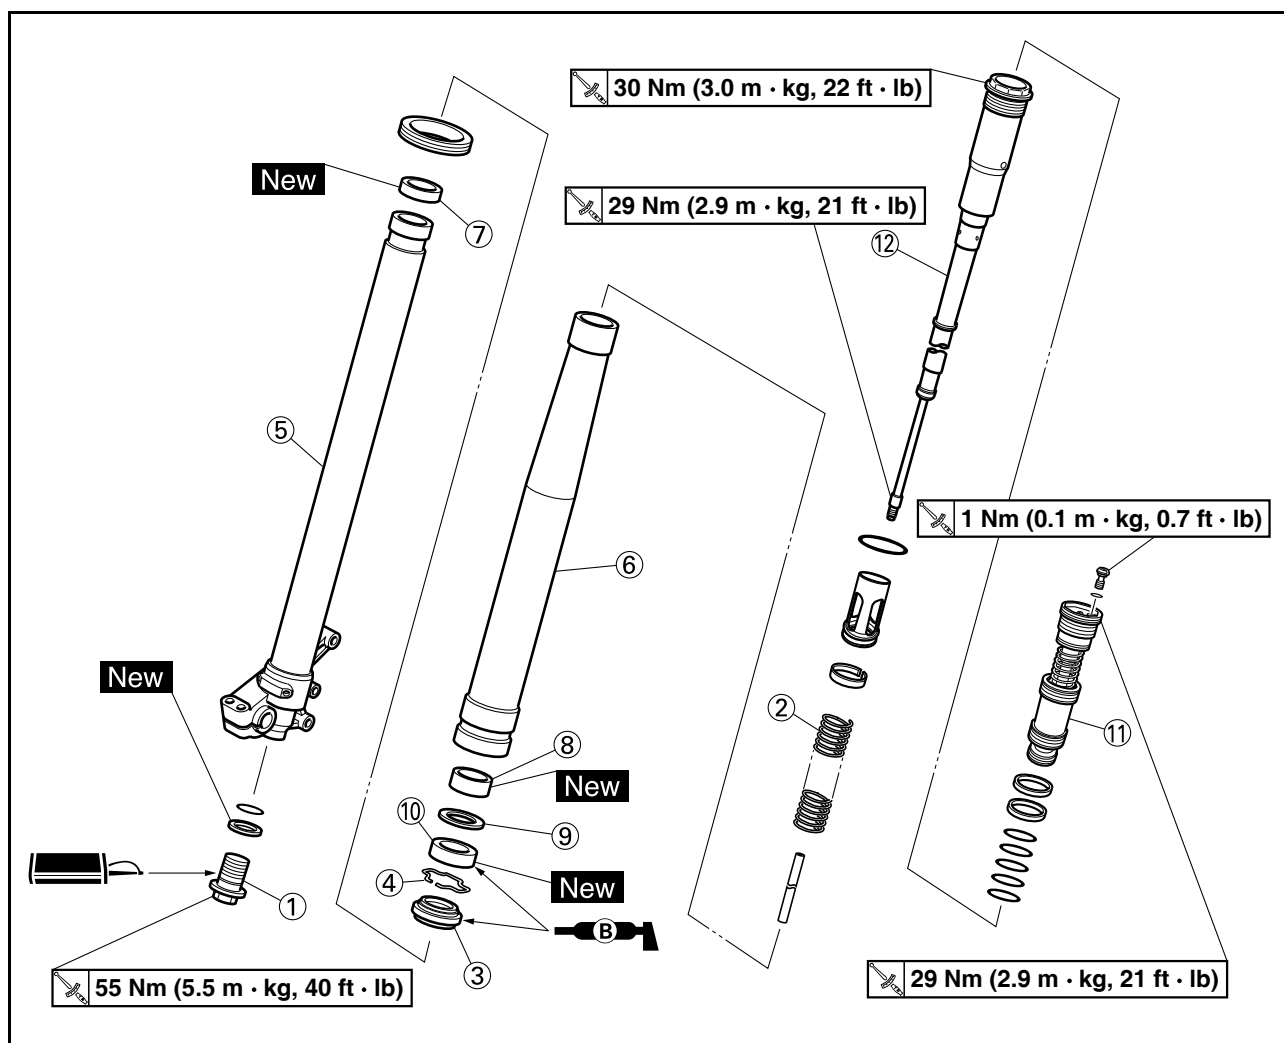 30 Nm (3.0 m · kg, 22 ft · lb)
New
⑦
29 Nm (2.9 m · kg, 21 ft · lb)
⑫
⑤
1 Nm (0.1 m · kg, 0.7 ft · lb)
⑥
New
②
⑪
⑧
New
⑩
⑨
④
New
①
B
③
55 Nm (5.5 m · kg, 40 ft · lb)
29 Nm (2.9 m · kg, 21 ft · lb)